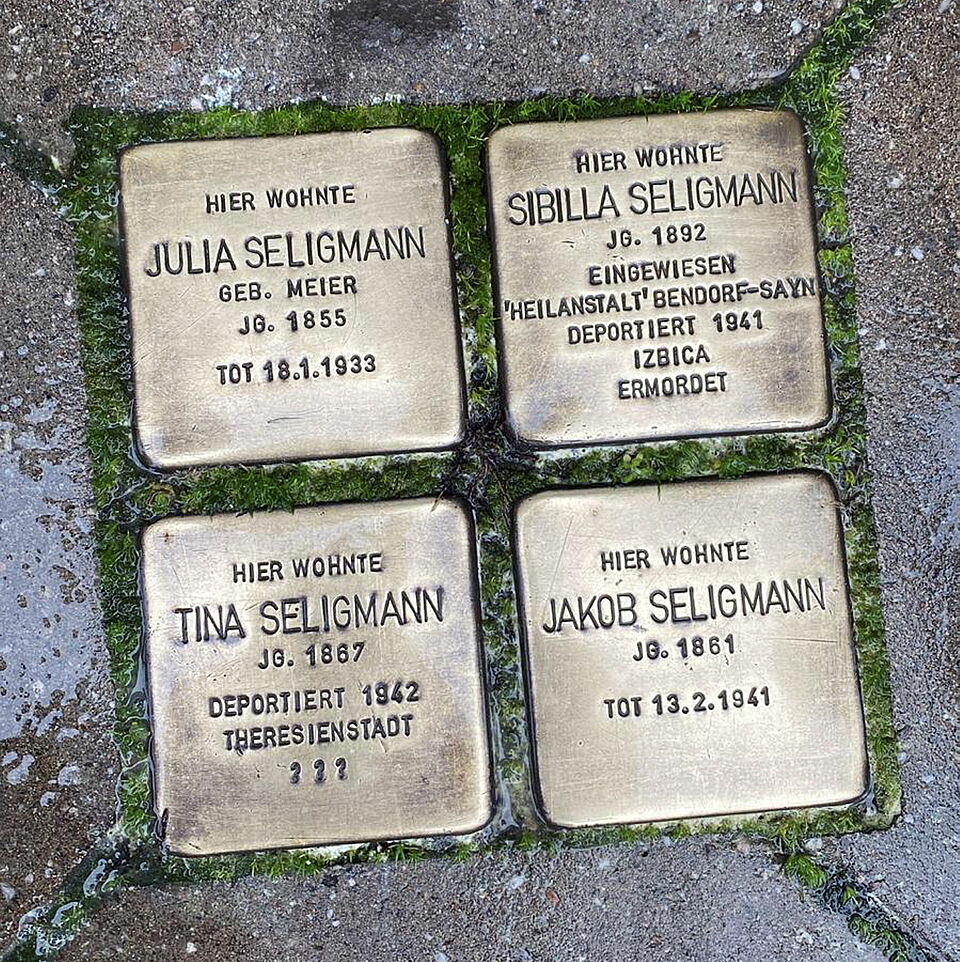 HIER WOHNTE
JULIA SELIGMANN
GEB. MEIER
JG. 1855
TOT 18.1.1933
HIER WOHNTE
SIBILLA SELIGMANN
JG. 1892
EINGEWIESEN
'HEILANSTALT' BENDORF-SAYN
DEPORTIERT 1941
IZBICA
ERMORDET
HIER WOHNTE
TINA SELIGMANN
JG. 1867
DEPORTIERT 1942
THERESIENSTADT
? ? ?
HIER WOHNTE
JAKOB SELIGMANN
JG. 1861
TOT 13.2.1941